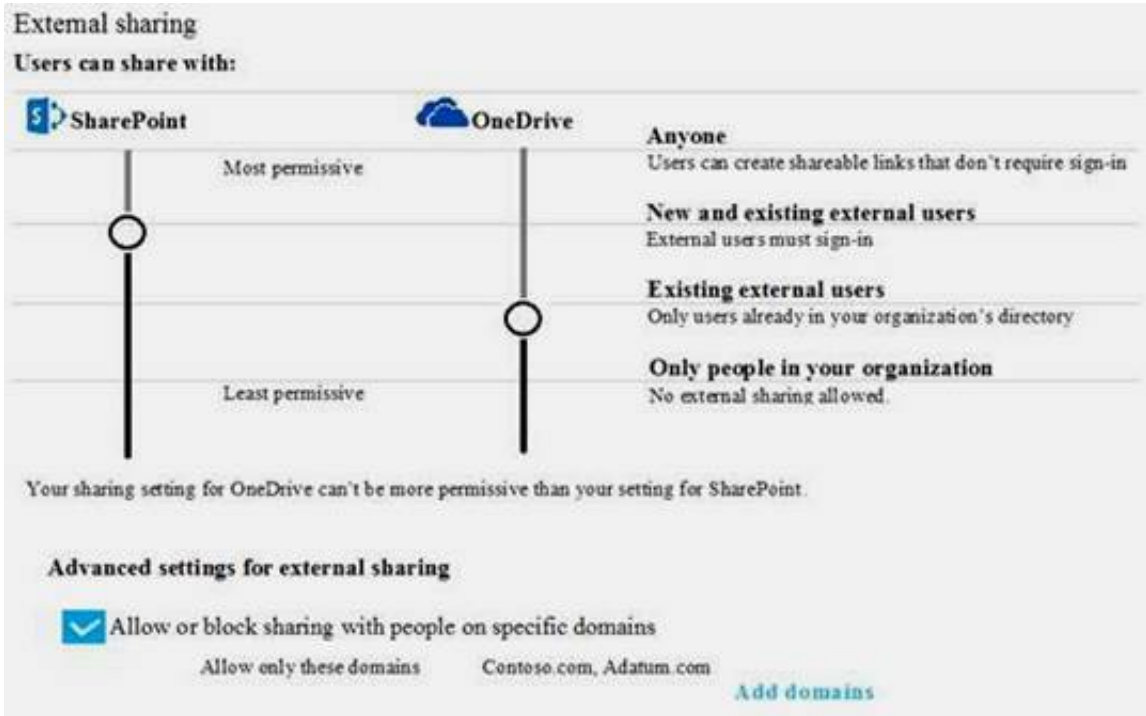 External sharing
Users can share with:
SharePoint
OneDrive
Most permissive
Least permissive
Anyone
Users can create shareable links that don't require sign-in
New and existing external users
External users must sign-in
Existing external users
Only users already in your organization's directory
Only people in your organization
No external sharing allowed.
Your sharing setting for OneDrive can't be more permissive than your setting for SharePoint.
Advanced settings for external sharing
Allow or block sharing with people on specific domains
Allow only these domains Contoso.com, Adatum.com
Add domains